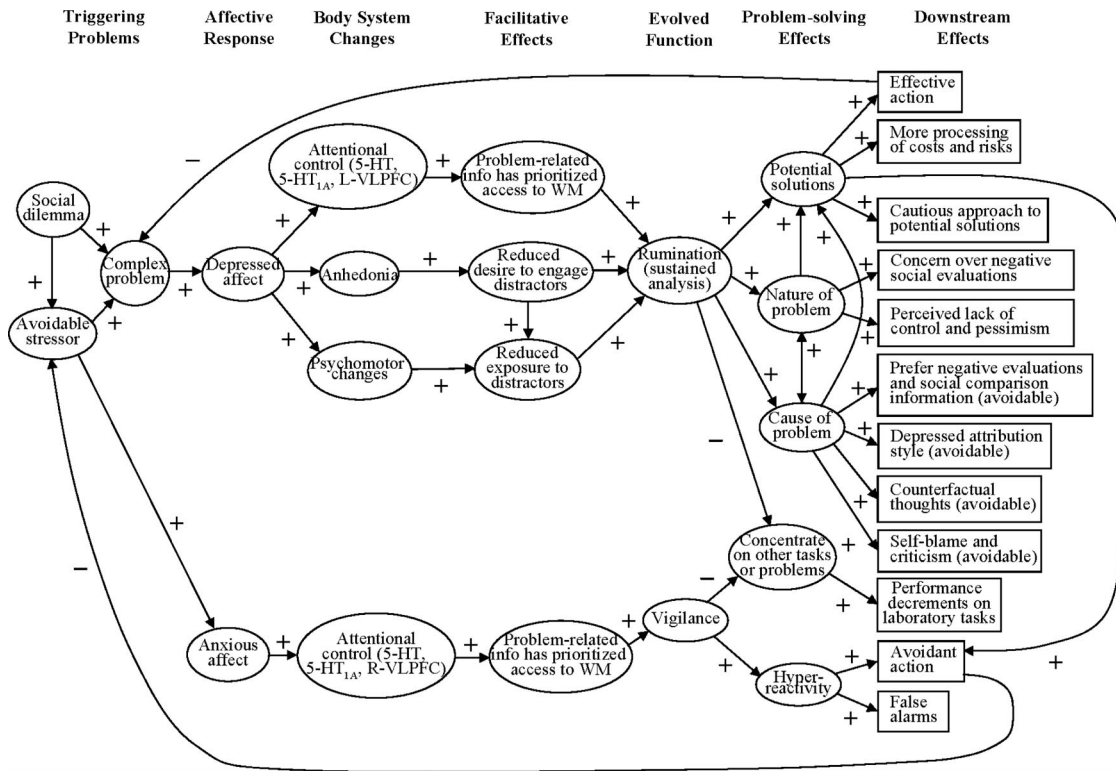 Triggering
Problems
Affective
Response
Body System
Changes
Facilitative
Effects
Evolved
Function
Problem-solving
Effects
Downstream
Effects
Social
dilemma
Avoidable
stressor
Complex
problem
Depressed
affect
Anxious
affect
Attentional
control (5-HT,
5-HT1A, L-VLPFC)
Anhedonia
Psychomotor
changes
Attentional
control (5-HT,
5-HT1A, R-VLPFC)
Problem-related
info has prioritized
access to WM
Reduced
desire to engage
distractors
Reduced
exposure to
distractors
Problem-related
info has prioritized
access to WM
Rumination
(sustained
analysis)
Vigilance
Potential
solutions
Nature of
problem
Cause of
problem
Concentrate
on other tasks
or problems
Hyper-
reactivity
Effective
action
More processing
of costs and risks
Cautious approach to
potential solutions
Concern over negative
social evaluations
Perceived lack of
control and pessimism
Prefer negative evaluations
and social comparison
information (avoidable)
Depressed attribution
style (avoidable)
Counterfactual
thoughts (avoidable)
Self-blame and
criticism (avoidable)
Performance
decrements on
laboratory tasks
Avoidant
action
False
alarms